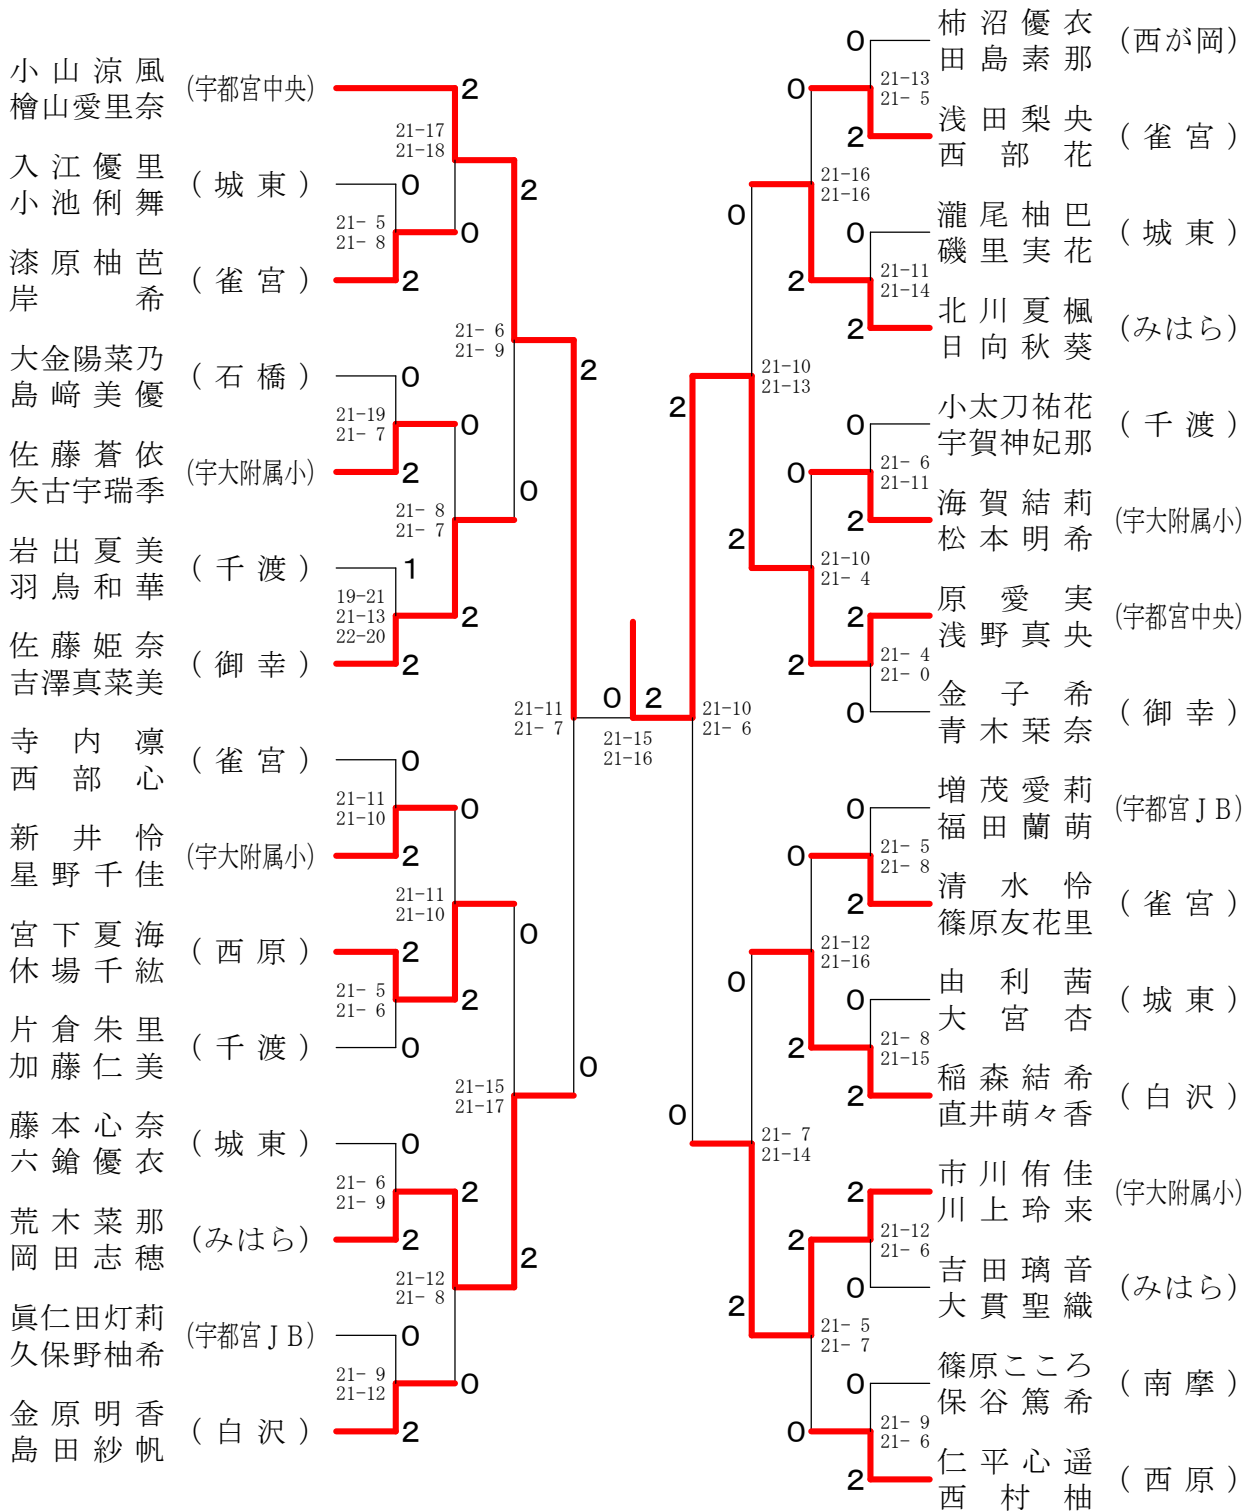 小山涼風
檜山愛里奈
(宇都宮中央)
2
21-17
21-18
入江優里
小池俐舞
(城東)
0
21- 5
21- 8
0
2
漆原柚芭
岸希
(雀宮)
2
21- 6
21- 9
2
大金陽菜乃
島﨑美優
(石橋)
0
21-19
21- 7
0
佐藤蒼依
矢古宇瑞季
(宇大附属小)
2
21- 8
21- 7
0
岩出夏美
羽鳥和華
(千渡)
1
19-21
21-13
22-20
2
佐藤姫奈
吉澤真菜美
(御幸)
2
21-11
21- 7
0
2
21-15
21-16
寺内凛
西部心
(雀宮)
0
21-11
21-10
0
新井怜
星野千佳
(宇大附属小)
2
21-11
21-10
0
宮下夏海
休場千紘
(西原)
2
21- 5
21- 6
2
片倉朱里
加藤仁美
(千渡)
0
21-15
21-17
0
藤本心奈
六鎗優衣
(城東)
0
21- 6
21- 9
2
荒木菜那
岡田志穂
(みはら)
2
21-12
21- 8
2
眞仁田灯莉
久保野柚希
(宇都宮ＪＢ)
0
21- 9
21-12
0
金原明香
島田紗帆
(白沢)
2
0
柿沼優衣
田島素那
(西が岡)
21-13
21- 5
0
2
浅田梨央
西部花
(雀宮)
21-16
21-16
0
0
瀧尾柚巴
磯里実花
(城東)
21-11
21-14
2
2
北川夏楓
日向秋葵
(みはら)
21-10
21-13
2
0
小太刀祐花
宇賀神妃那
(千渡)
21- 6
21-11
0
2
海賀結莉
松本明希
(宇大附属小)
21-10
21- 4
2
2
原愛実
浅野真央
(宇都宮中央)
21- 4
21- 0
2
0
金子希
青木栞奈
(御幸)
21-10
21- 6
0
増茂愛莉
福田蘭萌
(宇都宮ＪＢ)
21- 5
21- 8
0
2
清水怜
篠原友花里
(雀宮)
21-12
21-16
0
0
由利茜
大宮杏
(城東)
21- 8
21-15
2
2
稲森結希
直井萌々香
(白沢)
21- 7
21-14
0
2
市川侑佳
川上玲来
(宇大附属小)
21-12
21- 6
2
0
吉田璃音
大貫聖織
(みはら)
21- 5
21- 7
2
0
篠原こころ
保谷篤希
(南摩)
21- 9
21- 6
0
2
仁平心遥
西村柚
(西原)